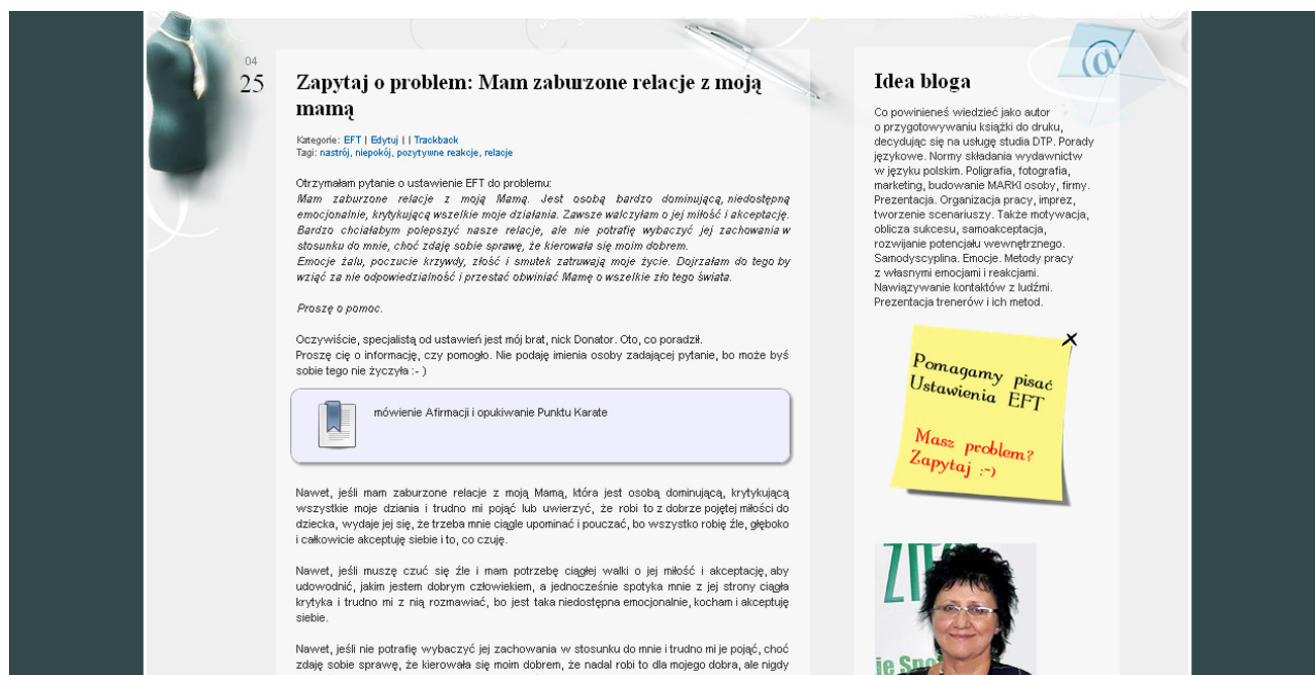 04
25
Zapytaj o problem: Mam zaburzone relacje z moją
mamą
Kategorie: EFT | Edytuj | | Trackback
Tagi: nastrój, niepokój, pozytywne reakcje, relacje
Otrzymałam pytanie o ustawienie EFT do problemu:
Mam zaburzone relacje z moją Mamą. Jest osobą bardzo dominującą, niedostępną
emocjonalnie, krytykującą wszelkie moje działania. Zawsze walczyłam o jej miłość i akceptację.
Bardzo chciałabym polepszyć nasze relacje, ale nie potrafię wybaczyć jej zachowania w
stosunku do mnie, choć zdaję sobie sprawę, że kierowała się moim dobrem.
Emocje żalu, poczucie krzywdy, złość i smutek zatruwają moje życie. Dojrzałam do tego by
wziąć za nie odpowiedzialność i przestać obwiniać Mamę o wszelkie zło tego świata.
Proszę o pomoc.
Oczywiście, specjalistą od ustawień jest mój brat, nick Donator. Oto, co poradził.
Proszę cię o informację, czy pomogło. Nie podaję imienia osoby zadającej pytanie, bo może byś
sobie tego nie życzyła :- )
mówienie Afirmacji i opukiwanie Punktu Karate
Nawet, jeśli mam zaburzone relacje z moją Mamą, która jest osobą dominującą, krytykującą
wszystkie moje dziania i trudno mi pojąć lub uwierzyć, że robi to z dobrze pojętej miłości do
dziecka, wydaje jej się, że trzeba mnie ciągle upominać i pouczać, bo wszystko robię źle, głęboko
i całkowicie akceptuję siebie i to, co czuję.
Nawet, jeśli muszę czuć się źle i mam potrzebę ciągłej walki o jej miłość i akceptację, aby
udowodnić, jakim jestem dobrym człowiekiem, a jednocześnie spotyka mnie z jej strony ciągła
krytyka i trudno mi z nią rozmawiać, bo jest taka niedostępna emocjonalnie, kocham i akceptuję
siebie.
Nawet, jeśli nie potrafię wybaczyć jej zachowania w stosunku do mnie i trudno mi je pojąć, choć
zdaję sobie sprawę, że kierowała się moim dobrem, że nadal robi to dla mojego dobra, ale nigdy
@
Idea bloga
Co powinieneś wiedzieć jako autor
o przygotowywaniu książki do druku,
decydując się na usługę studia DTP. Porady
językowe. Normy składania wydawnictw
w języku polskim. Poligrafia, fotografia,
marketing, budowanie MARKI osoby, firmy.
Prezentacja. Organizacja pracy, imprez,
tworzenie scenariuszy. Także motywacja,
oblicza sukcesu, samoakceptacja,
rozwijanie potencjału wewnętrznego.
Samodyscyplina. Emocje. Metody pracy
z własnymi emocjami i reakcjami.
Nawiązywanie kontaktów z ludźmi.
Prezentacja trenerów i ich metod.
Pomagamy pisać
Ustawienia EFT
Masz problem?
Zapytaj :-)